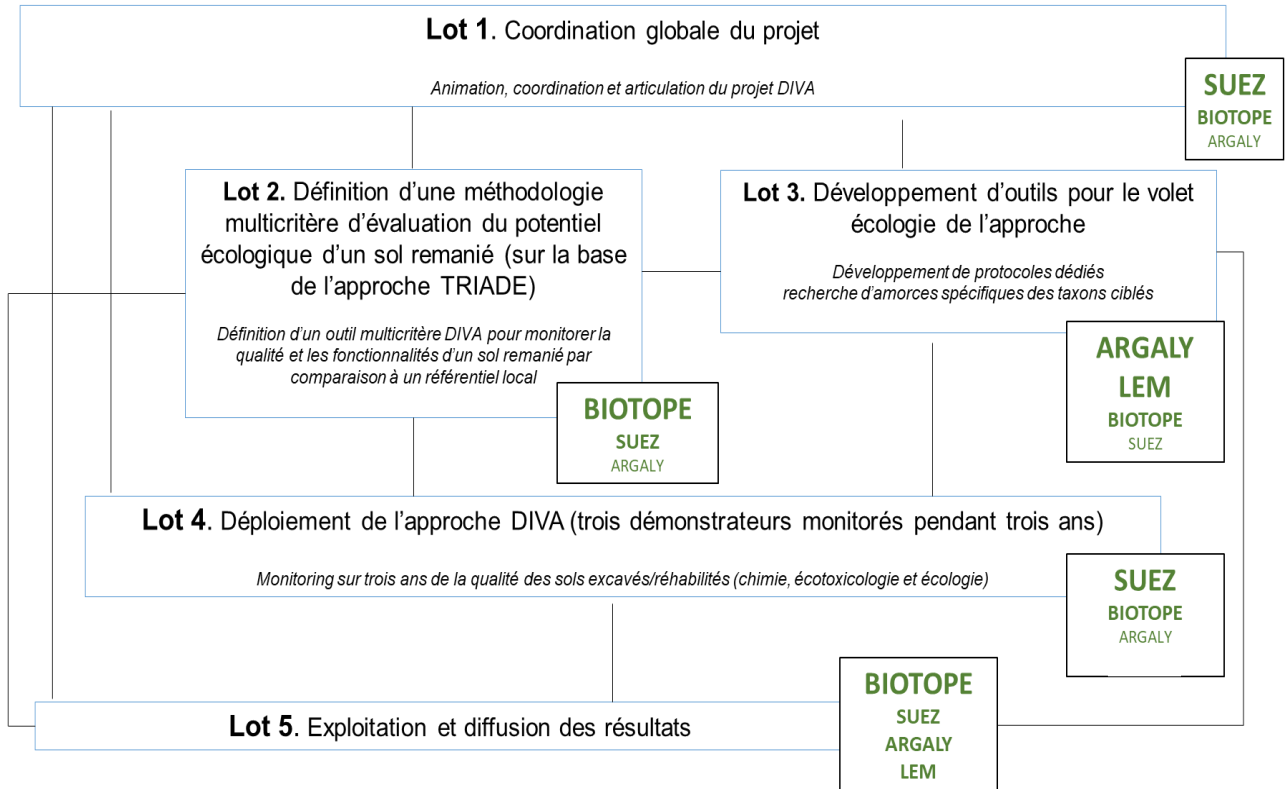 Lot 1. Coordination globale du projet
Animation, coordination et articulation du projet DIVA
SUEZ
BIOTOPE
ARGALY
Lot 2. Définition d’une méthodologie
multicritère d’évaluation du potentiel
écologique d’un sol remanié (sur la base
de l’approche TRIADE)
Définition d’un outil multicritère DIVA pour monitorer la
qualité et les fonctionnalités d’un sol remanié par
comparaison à un référentiel local
BIOTOPE
SUEZ
ARGALY
Lot 3. Développement d’outils pour le volet
écologie de l’approche
Développement de protocoles dédiés
recherche d’amorces spécifiques des taxons ciblés
ARGALY
LEM
BIOTOPE
SUEZ
Lot 4. Déploiement de l’approche DIVA (trois démonstrateurs monitorés pendant trois ans)
Monitoring sur trois ans de la qualité des sols excavés/réhabilités (chimie, écotoxicologie et écologie)
SUEZ
BIOTOPE
ARGALY
Lot 5. Exploitation et diffusion des résultats
BIOTOPE
SUEZ
ARGALY
LEM